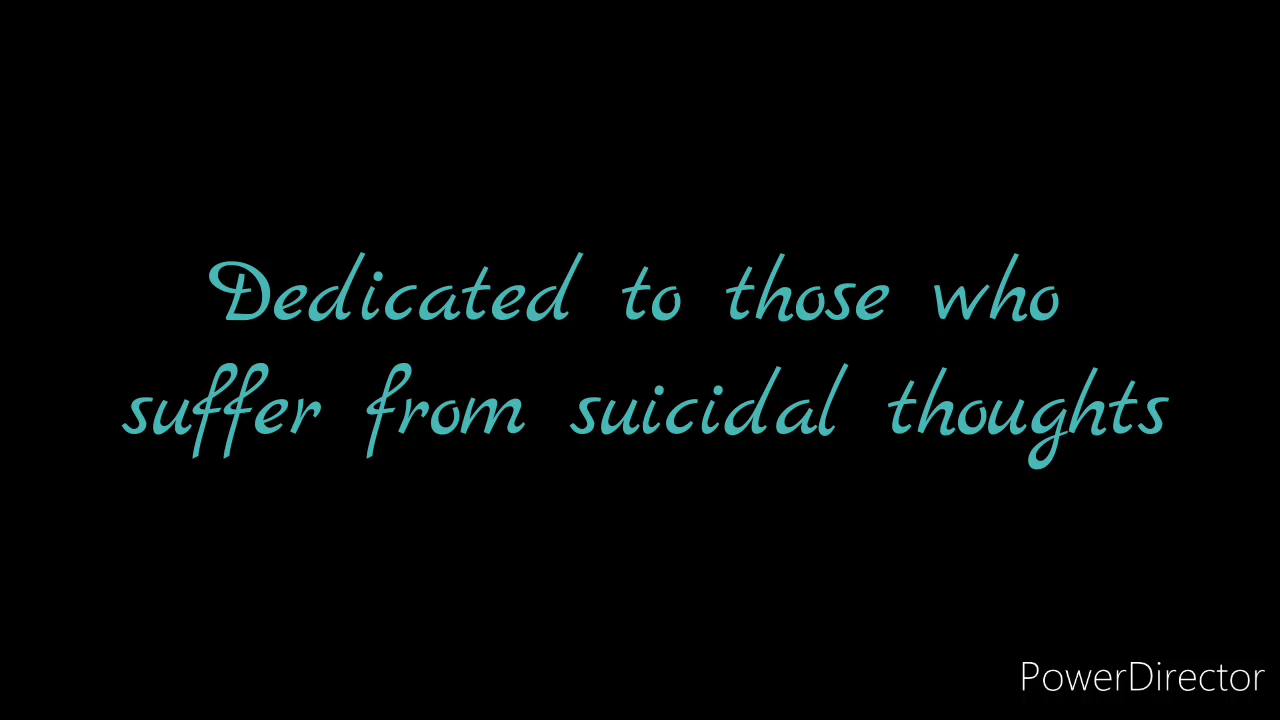 Dedicated to those who
suffer from suicidal thoughts
PowerDirector